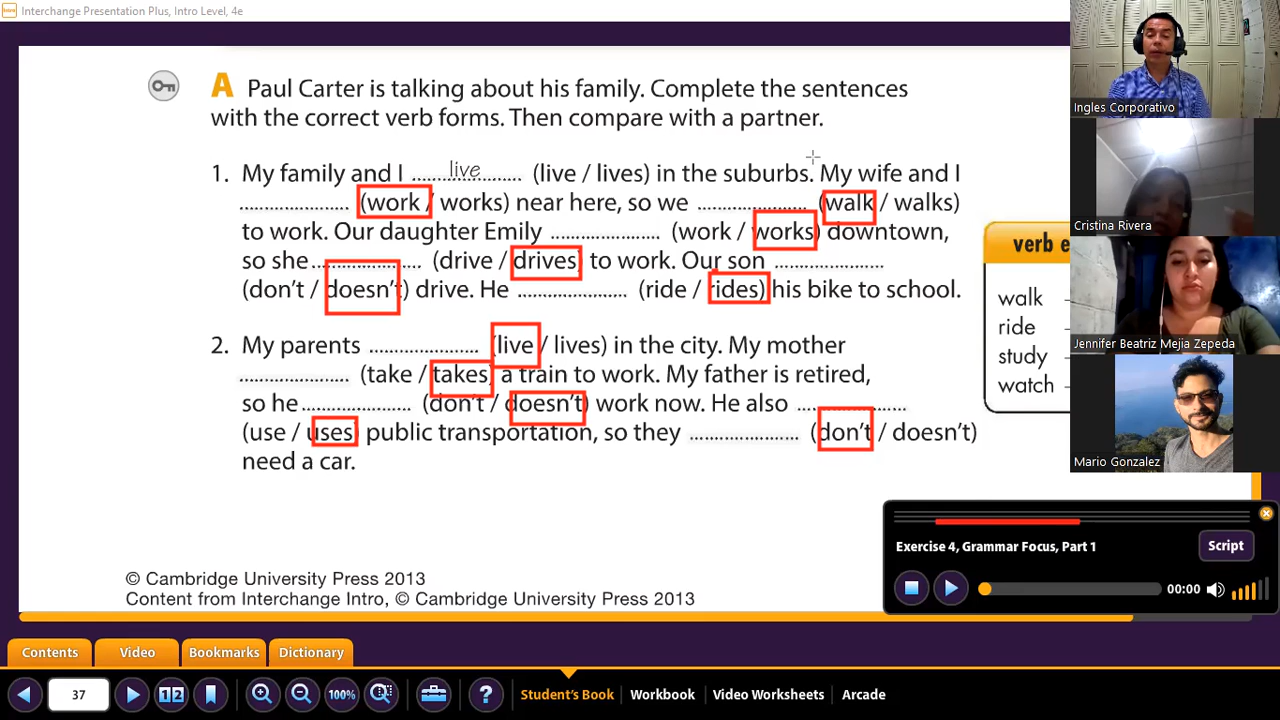 Interchange Presentation Plus, Intro Level, 4e
A Paul Carter is talking about his family. Complete the sentences
with the correct verb forms. Then compare with a partner.
1. My family and I ....live.... (live / lives) in the suburbs. My wife and I
.................... (work / works) near here, so we .................... (walk / walks)
to work. Our daughter Emily .................... (work / works) downtown,
so she .................... (drive / drives) to work. Our son ....................
(don't / doesn't) drive. He .................... (ride / rides) his bike to school.
2. My parents .................... (live / lives) in the city. My mother
.................... (take / takes) a train to work. My father is retired,
so he .................... (don't / doesn't) work now. He also ....................
(use / uses) public transportation, so they .................... (don't / doesn't)
need a car.
verb e
walk
ride
study
watch
© Cambridge University Press 2013
Content from Interchange Intro, © Cambridge University Press 2013
Ingles Corporativo
Cristina Rivera
Jennifer Beatriz Mejia Zepeda
Mario Gonzalez
Exercise 4, Grammar Focus, Part 1
Script
00:00
Contents
Video
Bookmarks
Dictionary
37
12
100%
?
Student's Book
Workbook
Video Worksheets
Arcade